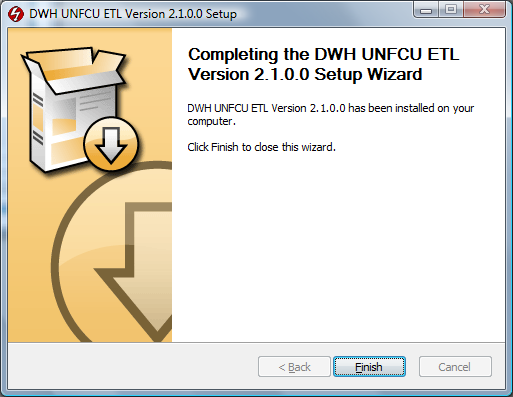 DWH UNFCU ETL Version 2.1.0.0 Setup
Completing the DWH UNFCU ETL
Version 2.1.0.0 Setup Wizard
DWH UNFCU ETL Version 2.1.0.0 has been installed on your
computer.
Click Finish to close this wizard.
< Back
Finish
Cancel